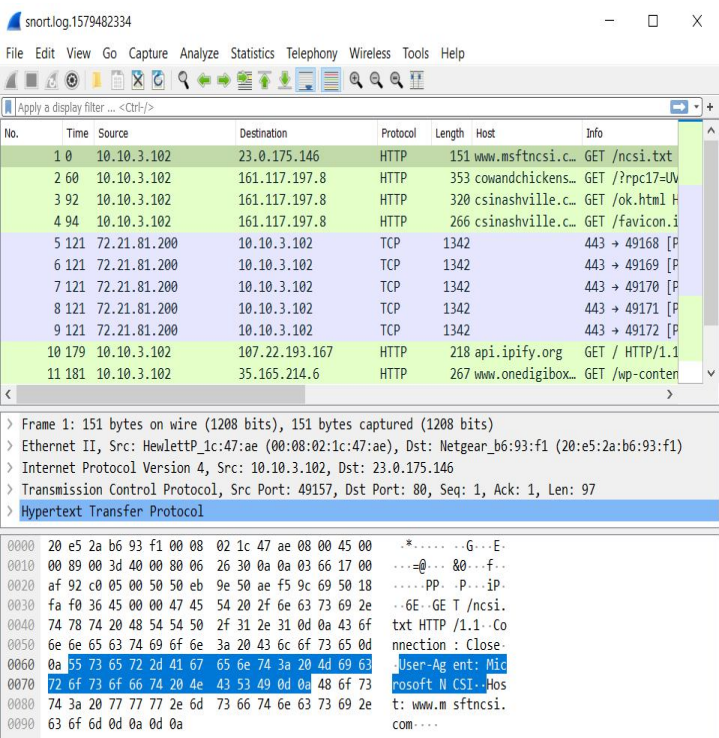 snort.log.1579482334
File Edit View Go Capture Analyze Statistics Telephony Wireless Tools Help
Apply a display filter ... <Ctrl-/>
No. Time Source Destination Protocol Length Host Info
1 0 10.10.3.102 23.0.175.146 HTTP 151 www.msftncsi.c… GET /ncsi.txt
2 60 10.10.3.102 161.117.197.8 HTTP 353 cowandchickens… GET /?rpc17=UV
3 92 10.10.3.102 161.117.197.8 HTTP 320 csinashville.c… GET /ok.html H
4 94 10.10.3.102 161.117.197.8 HTTP 266 csinashville.c… GET /favicon.i
5 121 72.21.81.200 10.10.3.102 TCP 1342 443 → 49168 [P
6 121 72.21.81.200 10.10.3.102 TCP 1342 443 → 49169 [P
7 121 72.21.81.200 10.10.3.102 TCP 1342 443 → 49170 [P
8 121 72.21.81.200 10.10.3.102 TCP 1342 443 → 49171 [P
9 121 72.21.81.200 10.10.3.102 TCP 1342 443 → 49172 [P
10 179 10.10.3.102 107.22.193.167 HTTP 218 api.ipify.org GET / HTTP/1.1
11 181 10.10.3.102 35.165.214.6 HTTP 267 www.onedigibox… GET /wp-conten
Frame 1: 151 bytes on wire (1208 bits), 151 bytes captured (1208 bits)
Ethernet II, Src: HewlettP_1c:47:ae (00:08:02:1c:47:ae), Dst: Netgear_b6:93:f1 (20:e5:2a:b6:93:f1)
Internet Protocol Version 4, Src: 10.10.3.102, Dst: 23.0.175.146
Transmission Control Protocol, Src Port: 49157, Dst Port: 80, Seq: 1, Ack: 1, Len: 97
Hypertext Transfer Protocol
0000 20 e5 2a b6 93 f1 00 08 02 1c 47 ae 08 00 45 00 ·*····· ··G···E·
0010 00 89 00 3d 40 00 80 06 26 30 0a 0a 03 66 17 00 ···=@··· &0···f··
0020 af 92 c0 05 00 50 50 eb 9e 50 ae f5 9c 69 50 18 ·····PP· ·P···iP·
0030 fa f0 36 45 00 00 47 45 54 20 2f 6e 63 73 69 2e ··6E··GE T /ncsi.
0040 74 78 74 20 48 54 54 50 2f 31 2e 31 0d 0a 43 6f txt HTTP /1.1··Co
0050 6e 6e 65 63 74 69 6f 6e 3a 20 43 6c 6f 73 65 0d nnection : Close·
0060 0a 55 73 65 72 2d 41 67 65 6e 74 3a 20 4d 69 63 ·User-Ag ent: Mic
0070 72 6f 73 6f 66 74 20 4e 43 53 49 0d 0a 48 6f 73 rosoft N CSI··Hos
0080 74 3a 20 77 77 77 2e 6d 73 66 74 6e 63 73 69 2e t: www.m sftncsi.
0090 63 6f 6d 0d 0a 0d 0a com····